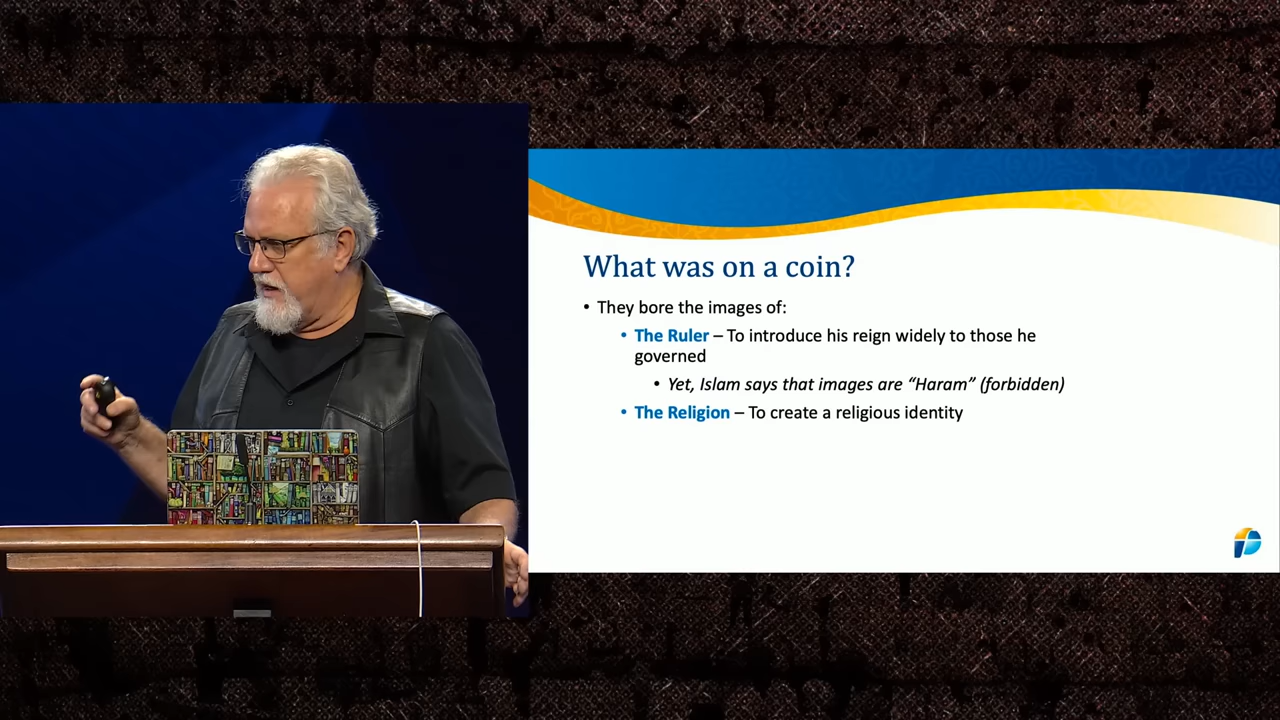 What was on a coin?
• They bore the images of:
• The Ruler – To introduce his reign widely to those he
governed
• Yet, Islam says that images are “Haram” (forbidden)
• The Religion – To create a religious identity